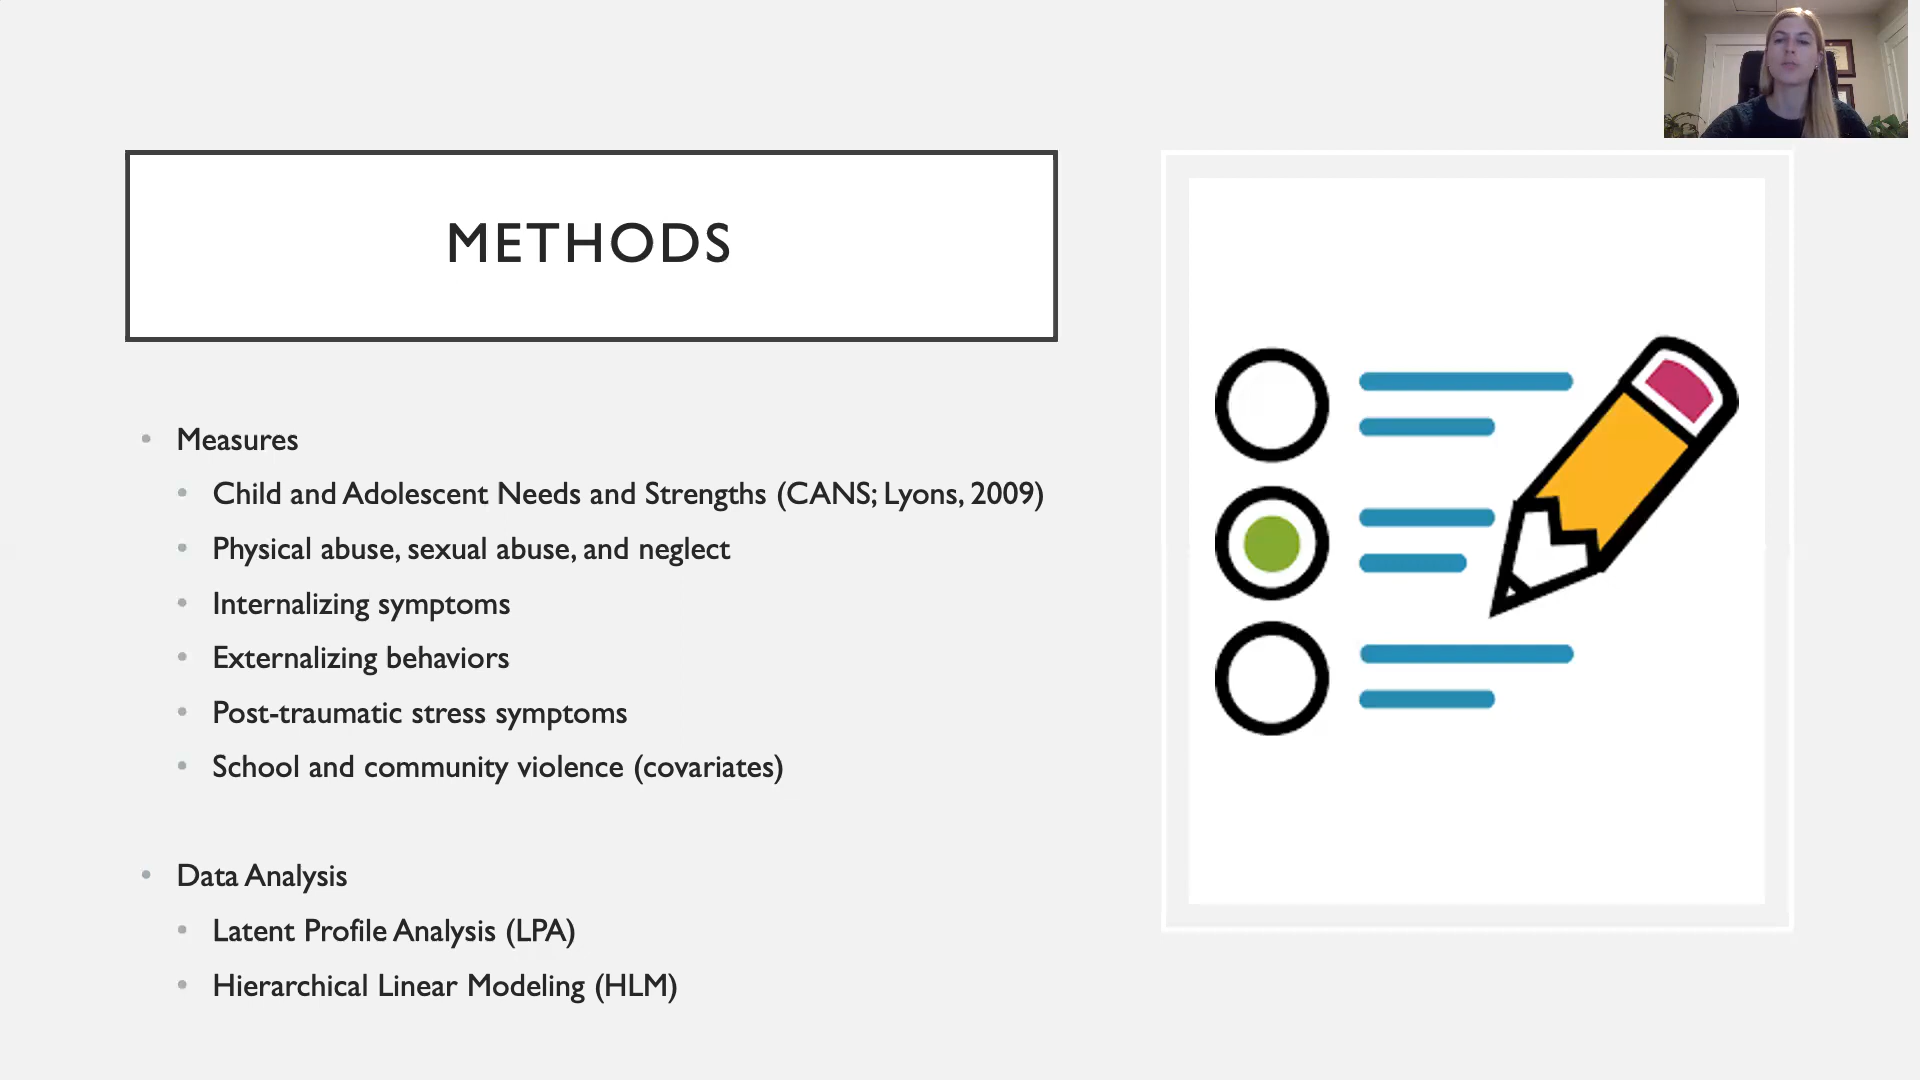 METHODS
Measures
Child and Adolescent Needs and Strengths (CANS; Lyons, 2009)
Physical abuse, sexual abuse, and neglect
Internalizing symptoms
Externalizing behaviors
Post-traumatic stress symptoms
School and community violence (covariates)
Data Analysis
Latent Profile Analysis (LPA)
Hierarchical Linear Modeling (HLM)